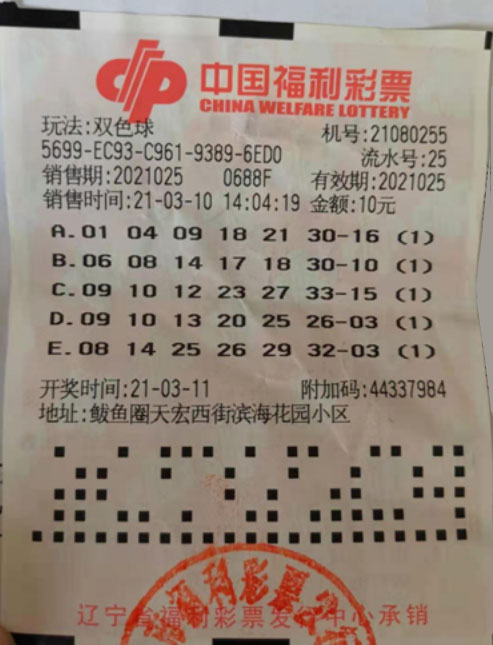 中国福利彩票
CHINA WELFARE LOTTERY
玩法:双色球 机号:21080255
5699-EC93-C961-9389-6ED0 流水号:25
销售期:2021025 0688F 有效期:2021025
销售时间:21-03-10 14:04:19 金额:10元
A.01 04 09 18 21 30-16 (1)
B.06 08 14 17 18 30-10 (1)
C.09 10 12 23 27 33-15 (1)
D.09 10 13 20 25 26-03 (1)
E.08 14 25 26 29 32-03 (1)
开奖时间:21-03-11 附加码:44337984
地址:鲅鱼圈天宏西街滨海花园小区
福利彩票发行
辽宁省福利彩票发行中心承销